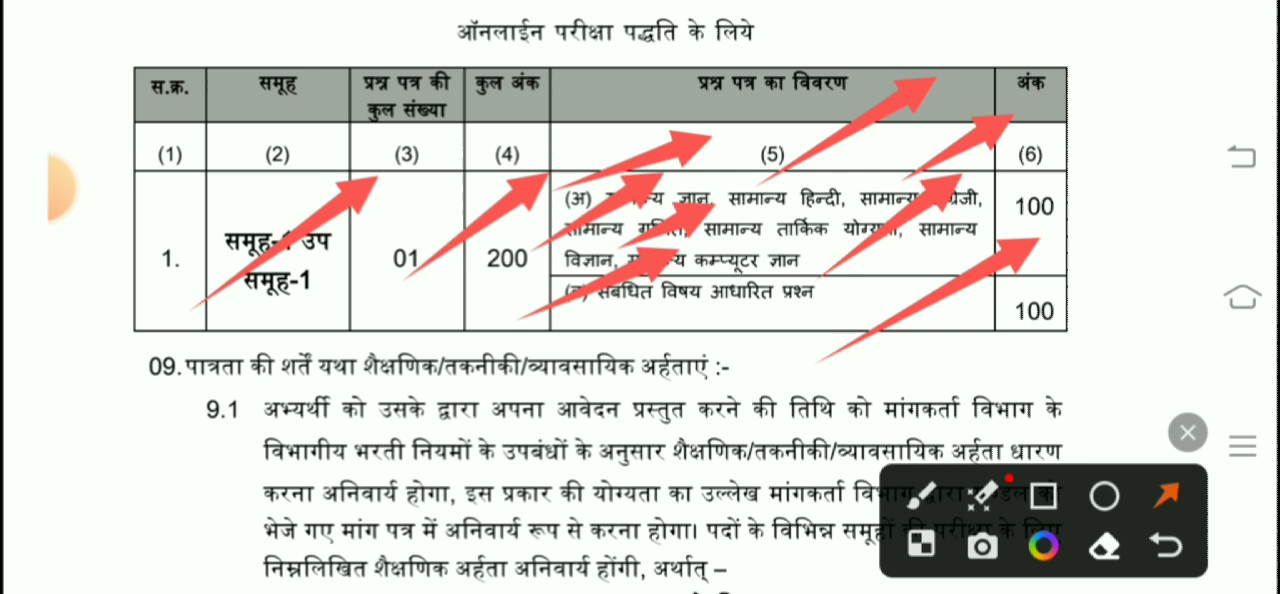 ऑनलाईन परीक्षा पद्धति के लिये
स.क्र. समूह प्रश्न पत्र की कुल संख्या कुल अंक प्रश्न पत्र का विवरण अंक
(1) (2) (3) (4) (5) (6)
1. समूह-1 उप समूह-1 01 200
(अ) ज्ञान, सामान्य हिन्दी, सामान्य
सामान्य सामान्य तार्किक सामान्य
विज्ञान, कम्प्यूटर ज्ञान
100
संबंधित विषय आधारित प्रश्न
100
09. पात्रता की शर्तें यथा शैक्षणिक/तकनीकी/व्यावसायिक अर्हताएं :-
9.1 अभ्यर्थी को उसके द्वारा अपना आवेदन प्रस्तुत करने की तिथि को मांगकर्ता विभाग के
विभागीय भरती नियमों के उपबंधों के अनुसार शैक्षणिक/तकनीकी/व्यावसायिक अर्हता धारण
करना अनिवार्य होगा, इस प्रकार की योग्यता का उल्लेख मांगकर्ता विभाग द्वारा
भेजे गए मांग पत्र में अनिवार्य रूप से करना होगा। पदों के विभिन्न समूहों की परीक्षा के लिए
निम्नलिखित शैक्षणिक अर्हता अनिवार्य होंगी, अर्थात् –